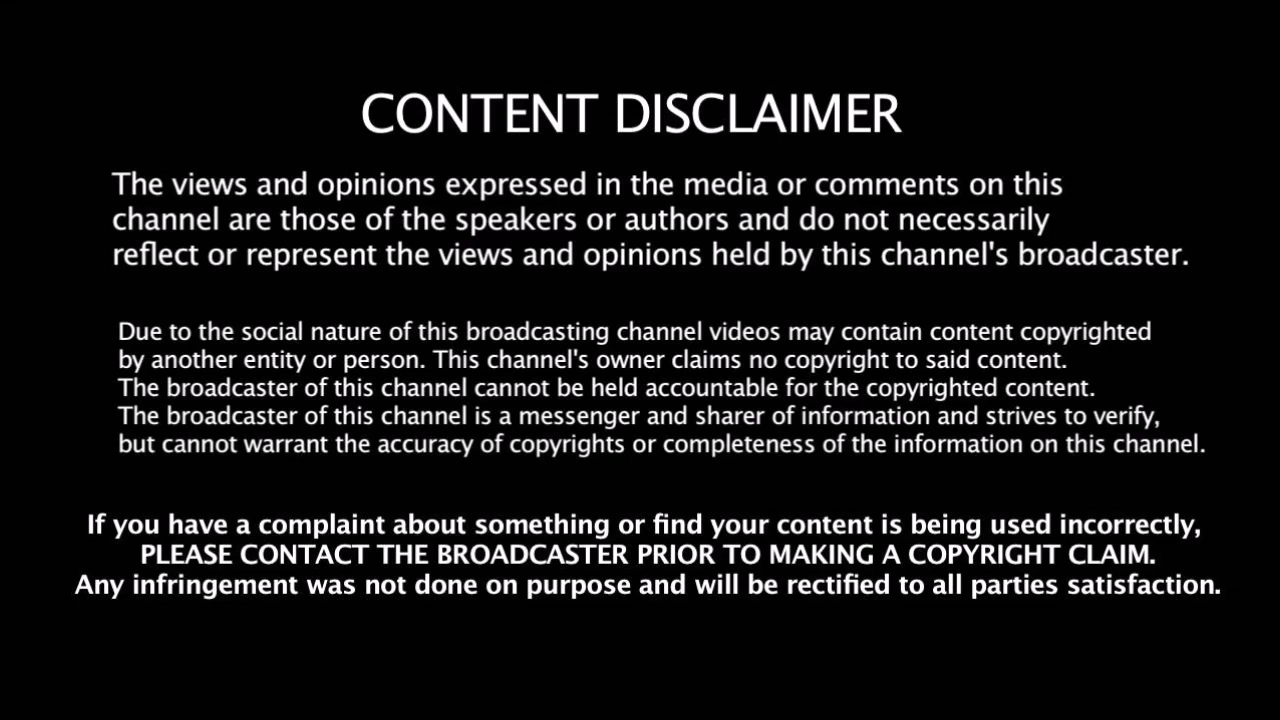 CONTENT DISCLAIMER
The views and opinions expressed in the media or comments on this
channel are those of the speakers or authors and do not necessarily
reflect or represent the views and opinions held by this channel's broadcaster.
Due to the social nature of this broadcasting channel videos may contain content copyrighted
by another entity or person. This channel's owner claims no copyright to said content.
The broadcaster of this channel cannot be held accountable for the copyrighted content.
The broadcaster of this channel is a messenger and sharer of information and strives to verify,
but cannot warrant the accuracy of copyrights or completeness of the information on this channel.
If you have a complaint about something or find your content is being used incorrectly,
PLEASE CONTACT THE BROADCASTER PRIOR TO MAKING A COPYRIGHT CLAIM.
Any infringement was not done on purpose and will be rectified to all parties satisfaction.